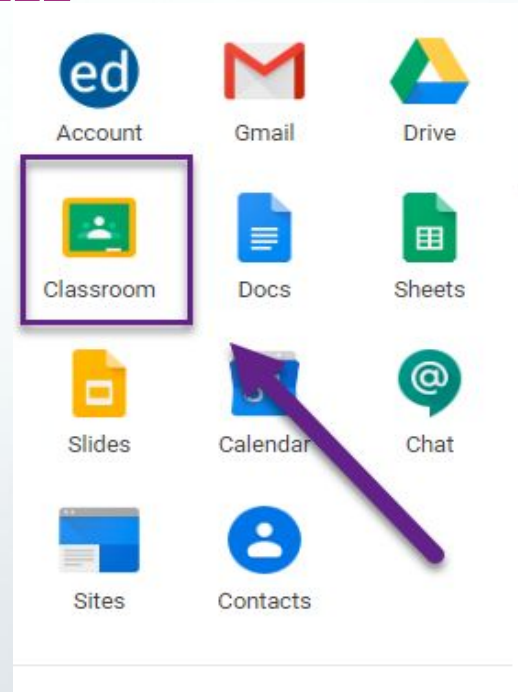 ed
Account Gmail Drive
Classroom Docs Sheets
@
Slides Calendar Chat
Sites Contacts